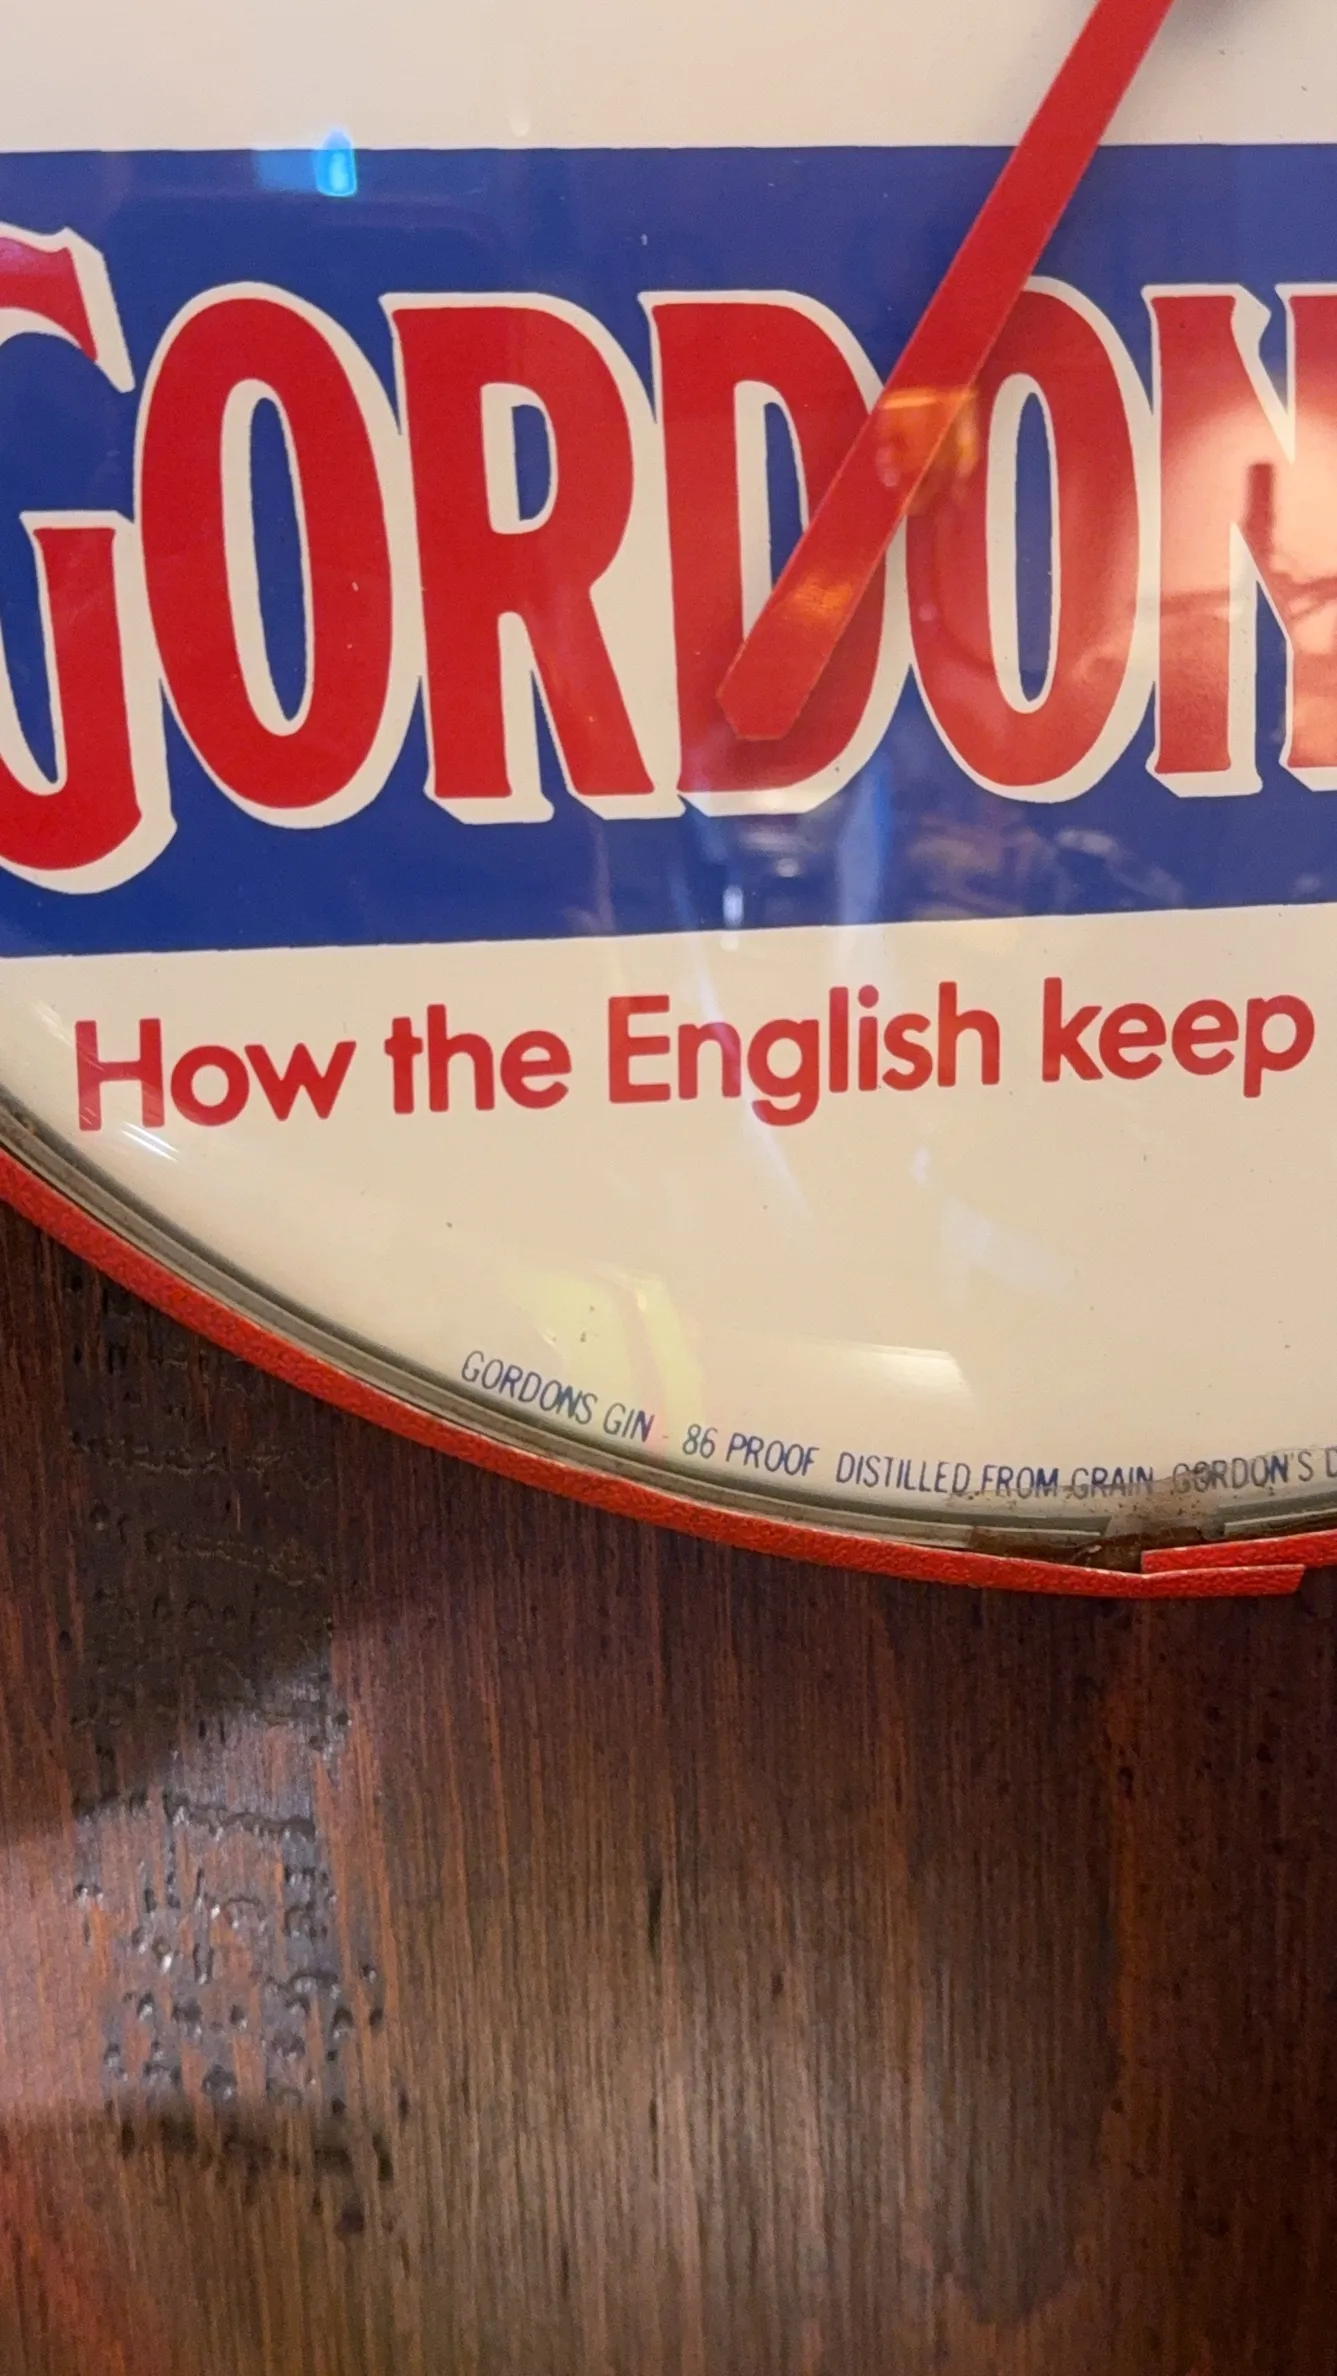 GORDON
How the English keep
GORDONS GIN - 86 PROOF DISTILLED FROM GRAIN GORDON'S D